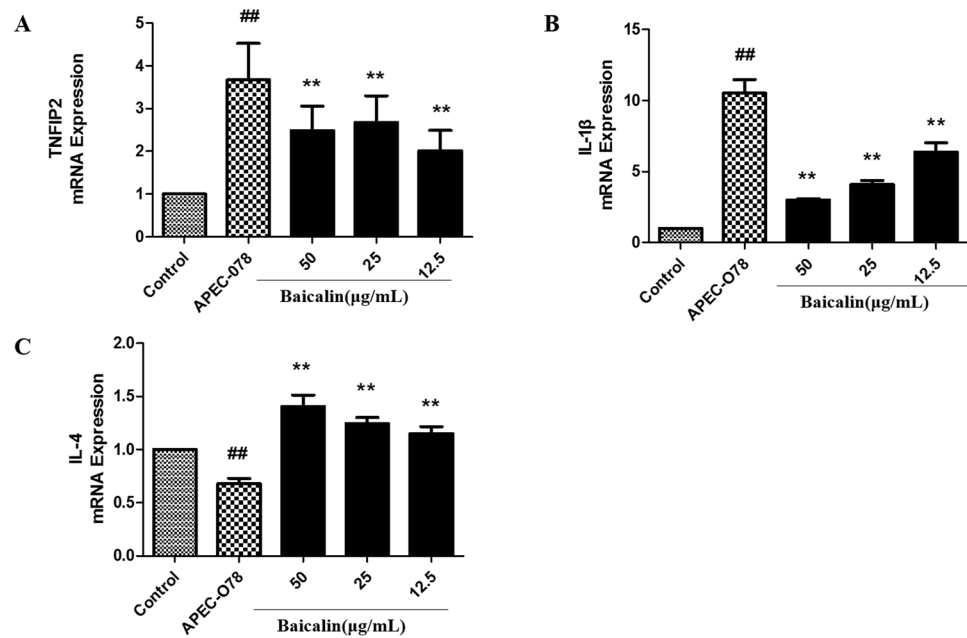 A
TNFIP2
mRNA Expression
5
4
3
2
1
0
##
**
**
**
Control
APEC-078
50
25
12.5
Baicalin(μg/mL)
B
IL-1β
mRNA Expression
15
10
5
0
##
**
**
**
Control
APEC-O78
50
25
12.5
Baicalin(μg/mL)
C
IL-4
mRNA Expression
2.0
1.5
1.0
0.5
0.0
##
**
**
**
Control
APEC-O78
50
25
12.5
Baicalin(μg/mL)